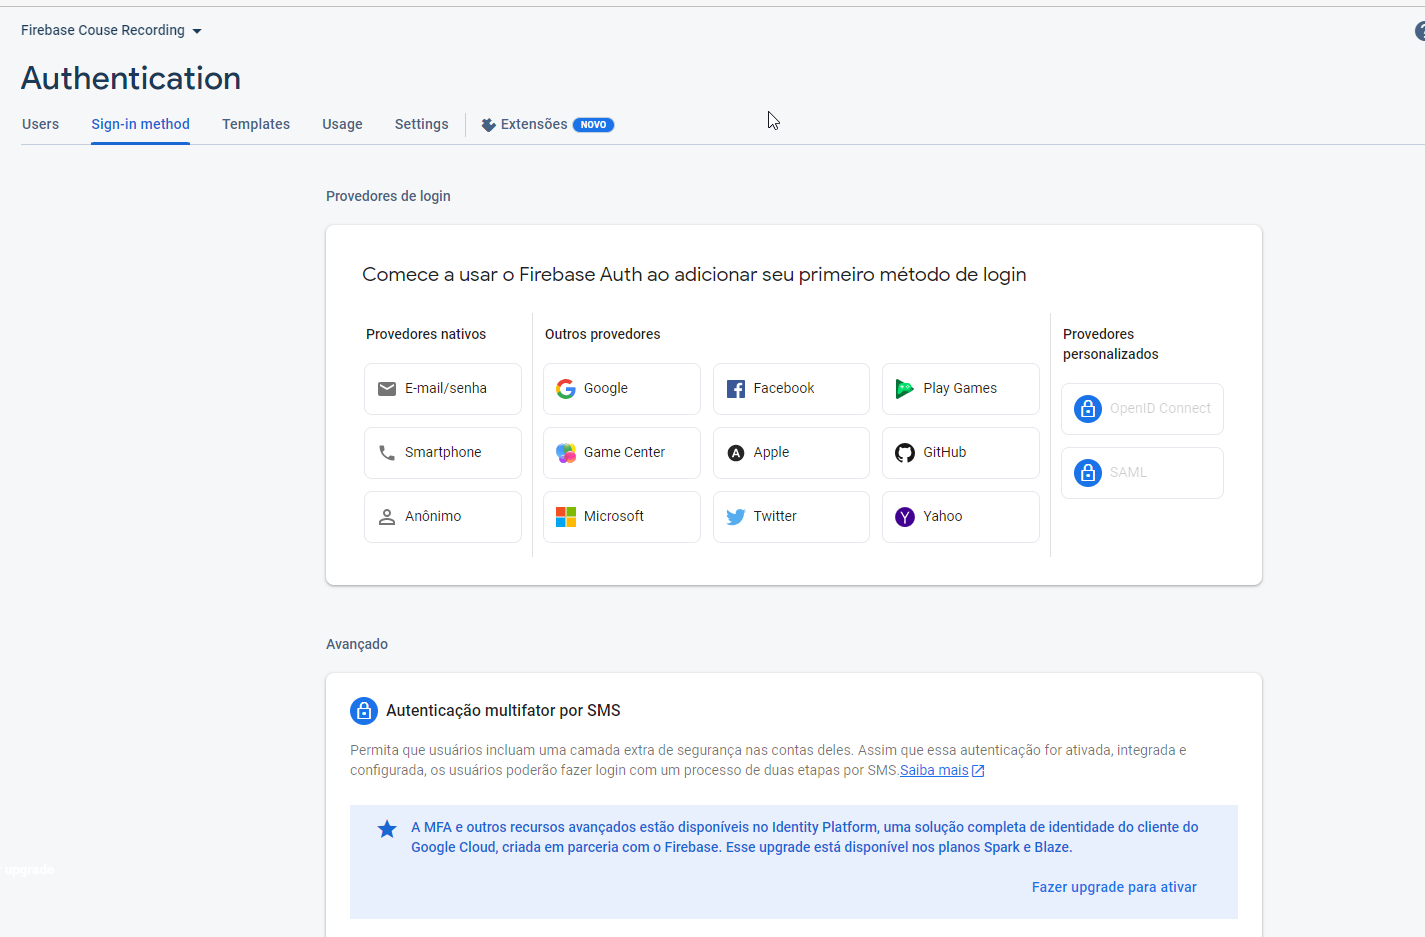 Firebase Couse Recording
Authentication
Users
Sign-in method
Templates
Usage
Settings
Extensões
NOVO
Provedores de login
Comece a usar o Firebase Auth ao adicionar seu primeiro método de login
Provedores nativos
E-mail/senha
Smartphone
Anônimo
Outros provedores
Google
Facebook
Play Games
Game Center
Apple
GitHub
Microsoft
Twitter
Yahoo
Provedores
personalizados
OpenID Connect
SAML
Avançado
Autenticação multifator por SMS
Permita que usuários incluam uma camada extra de segurança nas contas deles. Assim que essa autenticação for ativada, integrada e
configurada, os usuários poderão fazer login com um processo de duas etapas por SMS.Saiba mais
A MFA e outros recursos avançados estão disponíveis no Identity Platform, uma solução completa de identidade do cliente do
Google Cloud, criada em parceria com o Firebase. Esse upgrade está disponível nos planos Spark e Blaze.
upgrade
Fazer upgrade para ativar